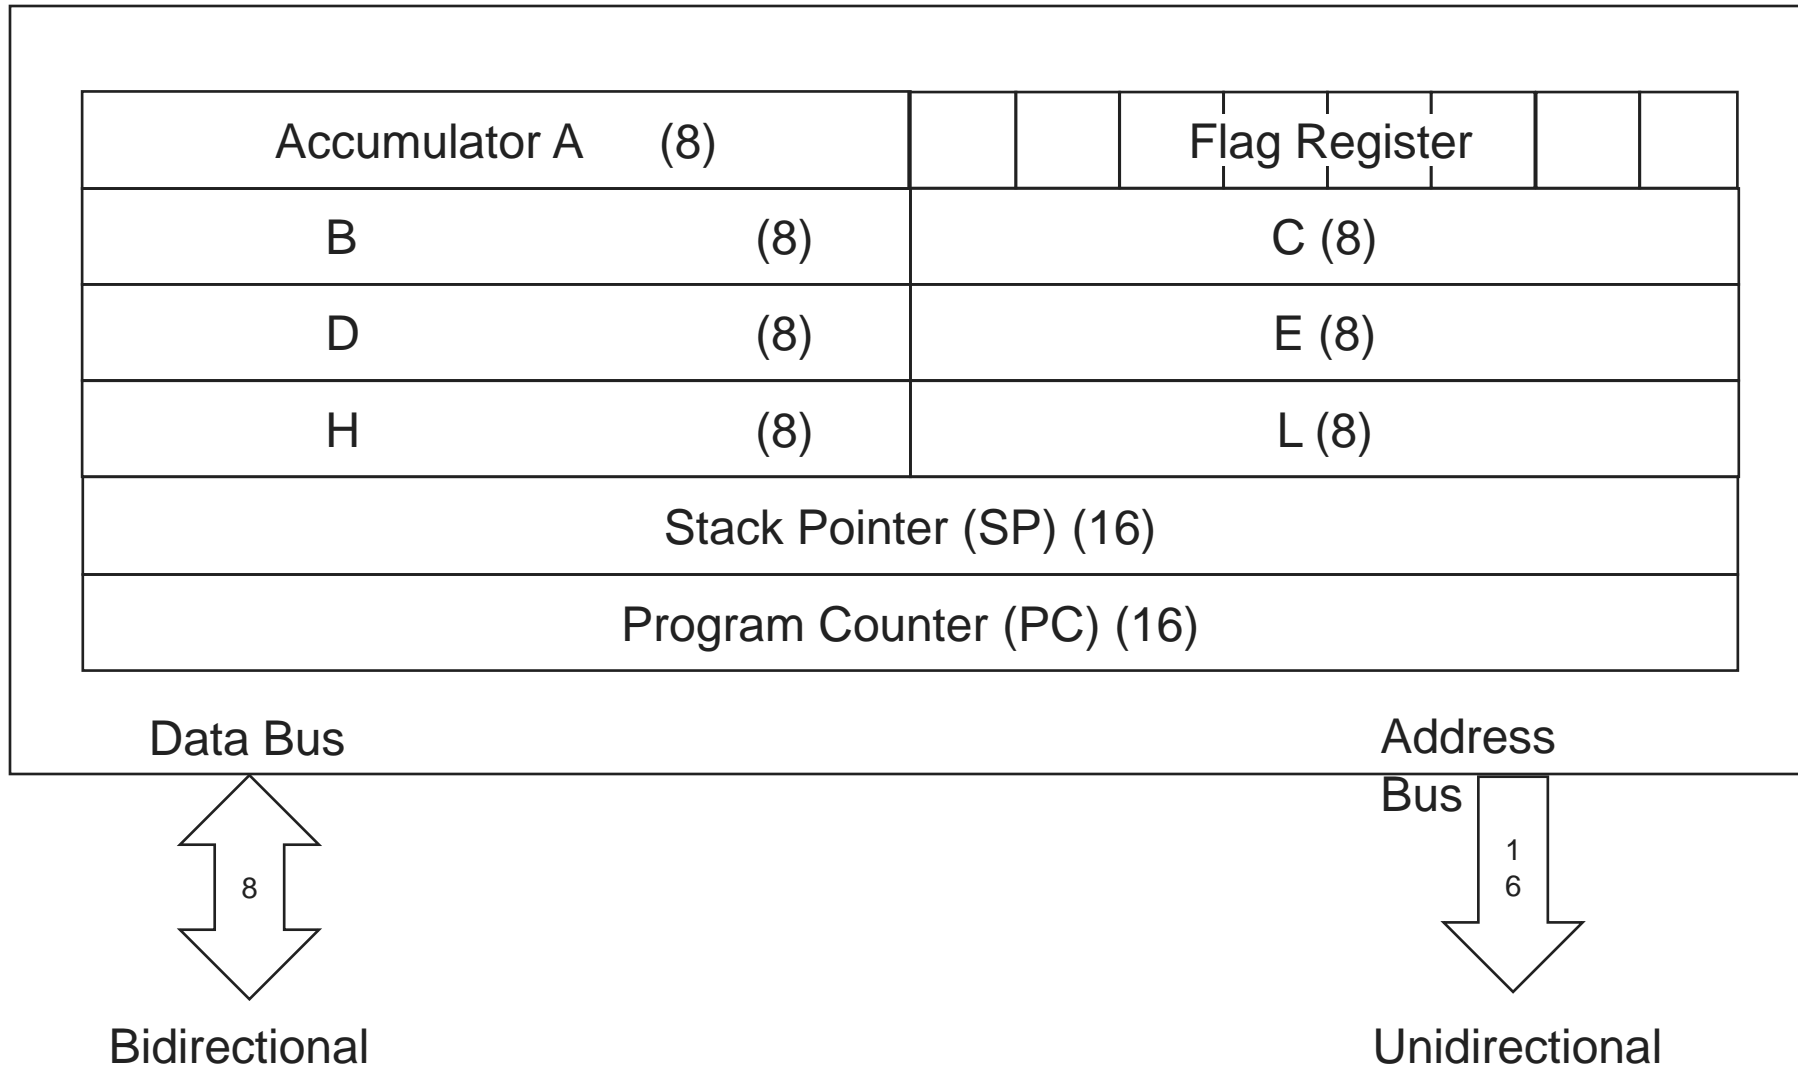 Accumulator A (8) Flag Register
B (8) C (8)
D (8) E (8)
H (8) L (8)
Stack Pointer (SP) (16)
Program Counter (PC) (16)
Data Bus
Address
Bus
8
1
6
Bidirectional
Unidirectional